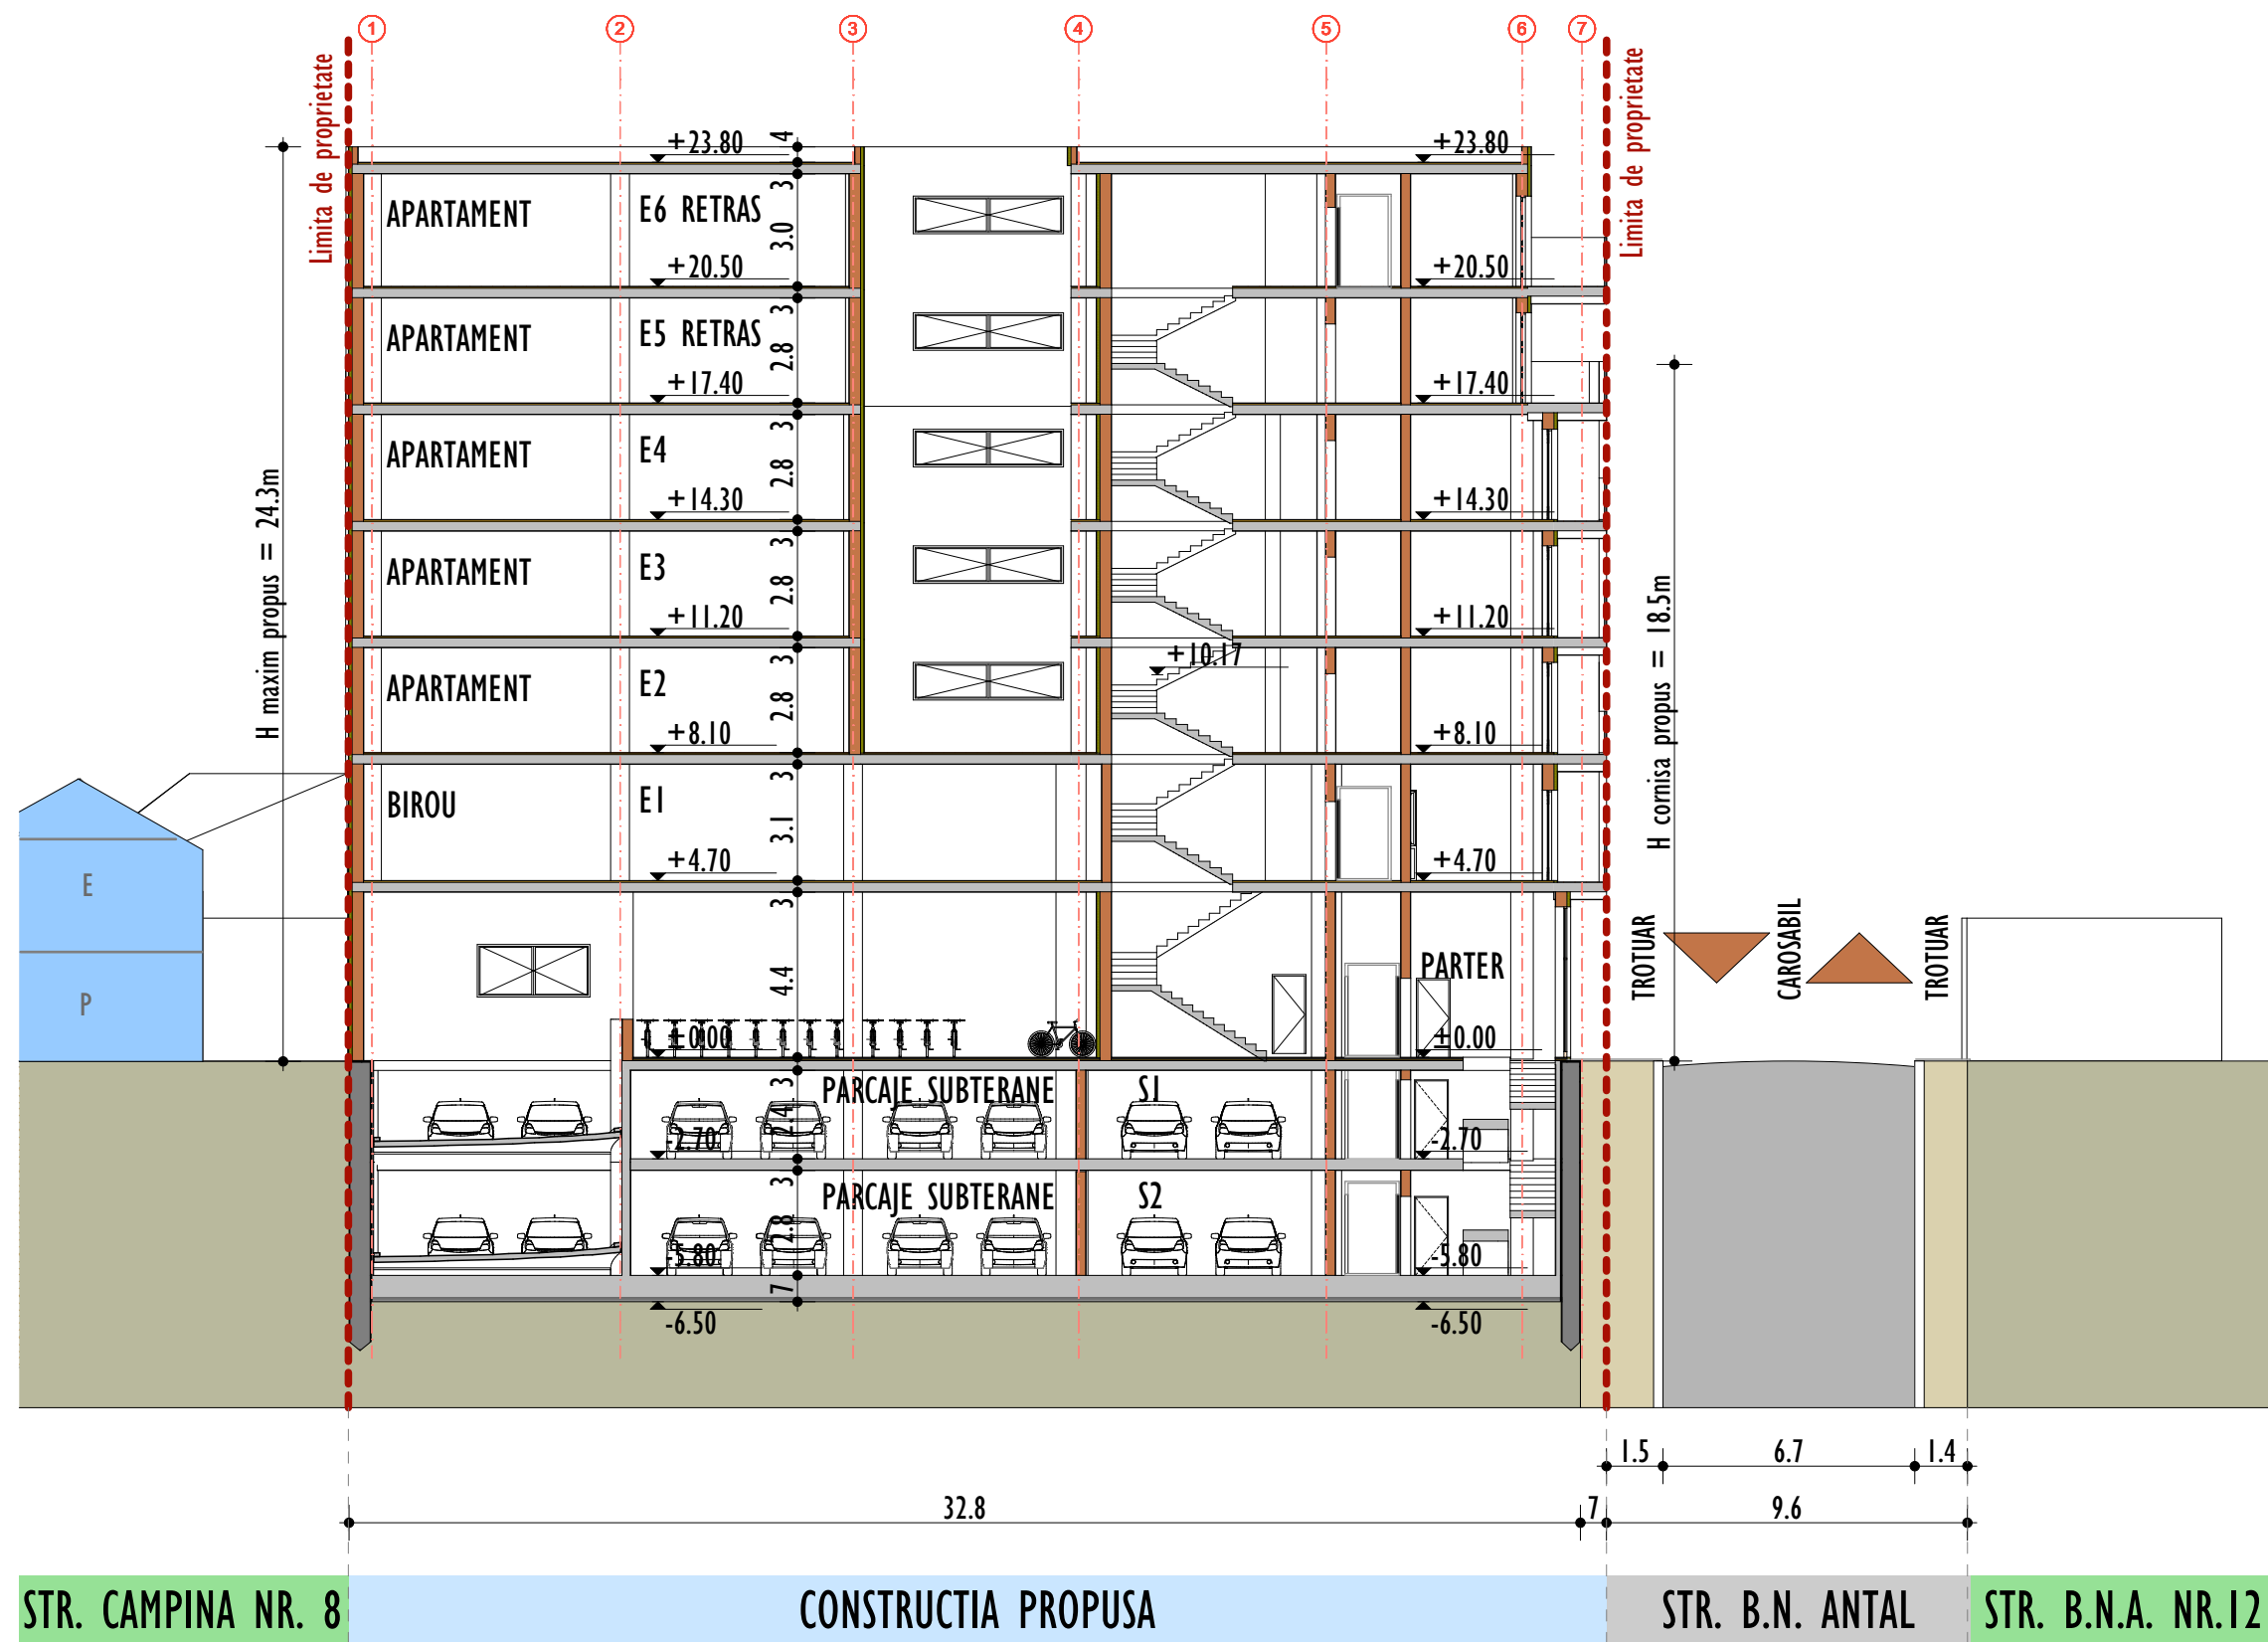 1 2 3 4 5 6 7
Limita de proprietate
Limita de proprietate
+23.80 4 +23.80
3
APARTAMENT E6 RETRAS
3.0
+20.50 +20.50
3
APARTAMENT E5 RETRAS
2.8
+17.40 +17.40
3
APARTAMENT E4
2.8
+14.30 +14.30
3
APARTAMENT E3
2.8
+11.20 +11.20
3 +10.17
APARTAMENT E2
2.8
+8.10 +8.10
3
BIROU E1
3.1
+4.70 +4.70
3
4.4
PARTER
±0.00 ±0.00
3
PARCAJE SUBTERANE S1
2.4
-2.70 -2.70
3
PARCAJE SUBTERANE S2
2.8
-5.80 -5.80
7
-6.50 -6.50
H maxim propus = 24.3m
H cornisa propus = 18.5m
E
P
TROTUAR
CAROSABIL
TROTUAR
1.5 6.7 1.4
32.8 7 9.6
STR. CAMPINA NR. 8
CONSTRUCTIA PROPUSA
STR. B.N. ANTAL
STR. B.N.A. NR.12